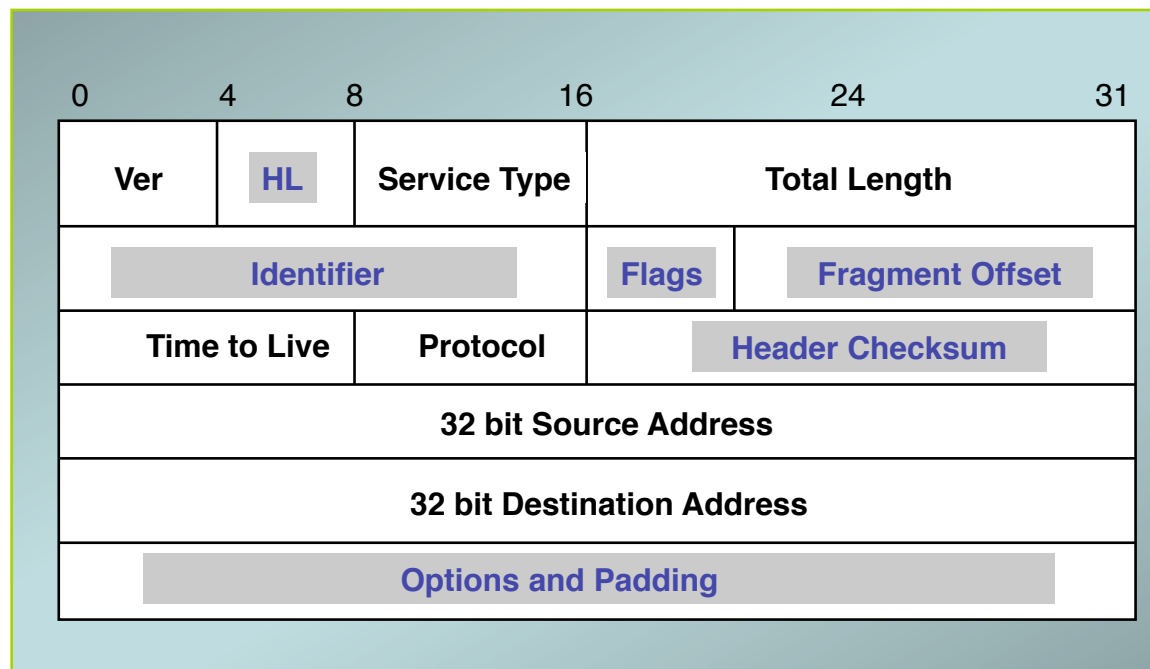 0 4 8 16 24 31
Ver HL Service Type Total Length
Identifier Flags Fragment Offset
Time to Live Protocol Header Checksum
32 bit Source Address
32 bit Destination Address
Options and Padding